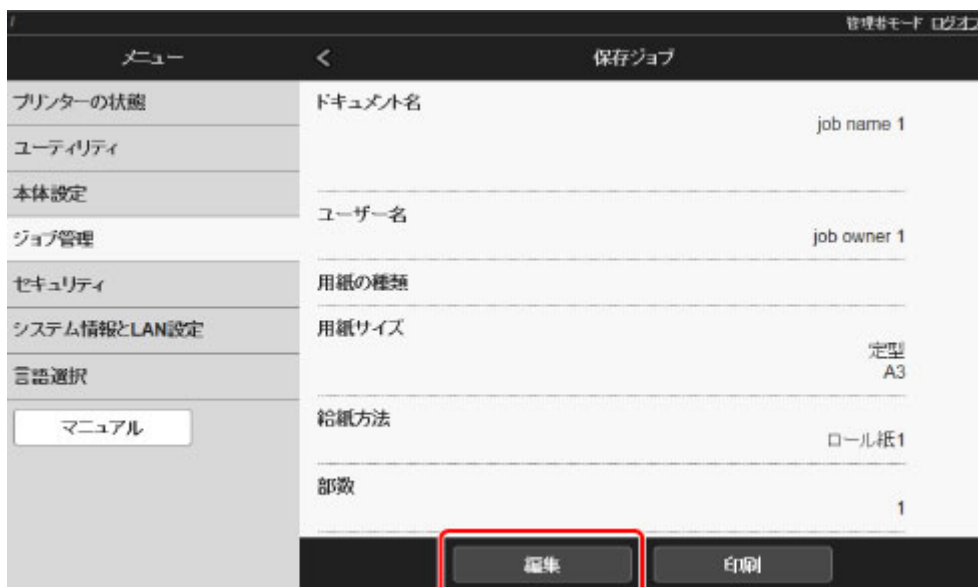 管理者モード ログオフ
メニュー
プリンターの状態
ユーティリティ
本体設定
ジョブ管理
セキュリティ
システム情報とLAN設定
言語選択
マニュアル
< 保存ジョブ
ドキュメント名
job name 1
ユーザー名
job owner 1
用紙の種類
用紙サイズ
定型
A3
給紙方法
ロール紙1
部数
1
編集 印刷